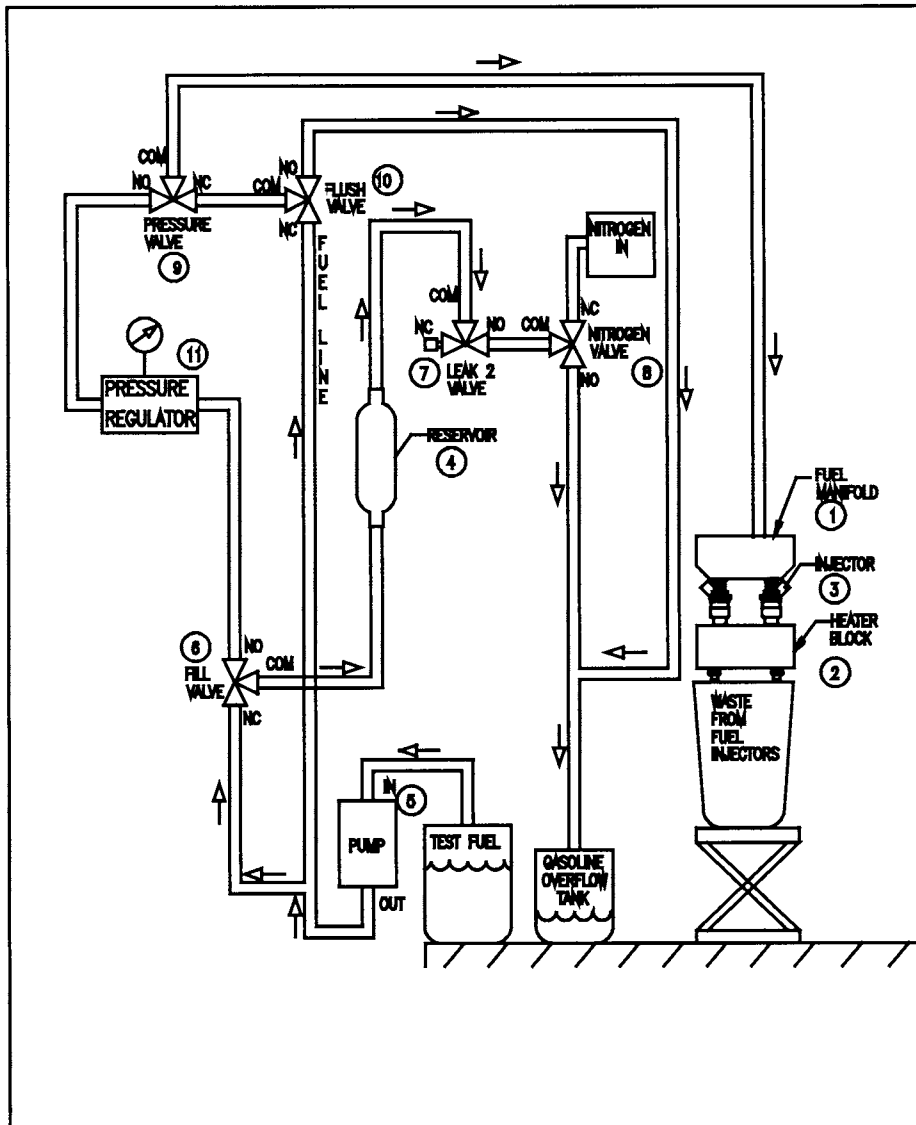 COM
NO
NC
PRESSURE
VALVE
9
COM
NO
NC
FLUSH
VALVE
10
FUEL LINE
NITROGEN
IN
COM
NC
NO
7
LEAK 2
VALVE
COM
NC
NO
NITROGEN
VALVE
8
11
PRESSURE
REGULATOR
RESERVOIR
4
FUEL
MANIFOLD
1
INJECTOR
3
HEATER
BLOCK
2
WASTE
FROM
FUEL
INJECTORS
6
FILL
VALVE
NO
COM
NC
IN
5
PUMP
OUT
TEST FUEL
GASOLINE
OVERFLOW
TANK